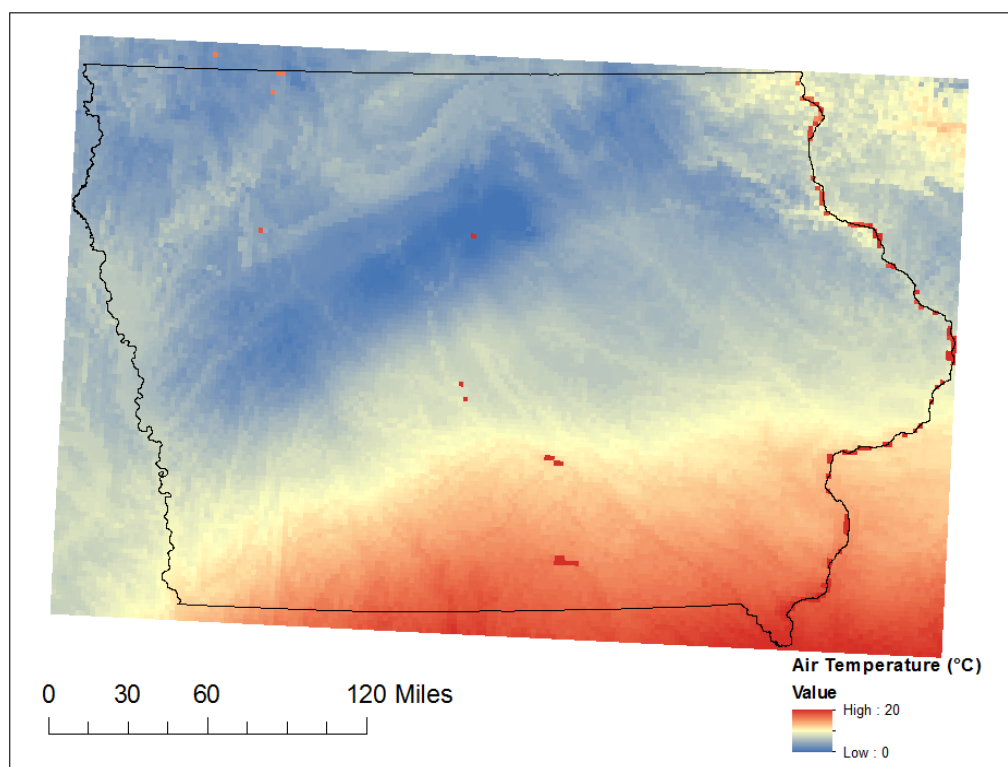 0 30 60 120 Miles
Air Temperature (°C)
Value
High : 20
Low : 0